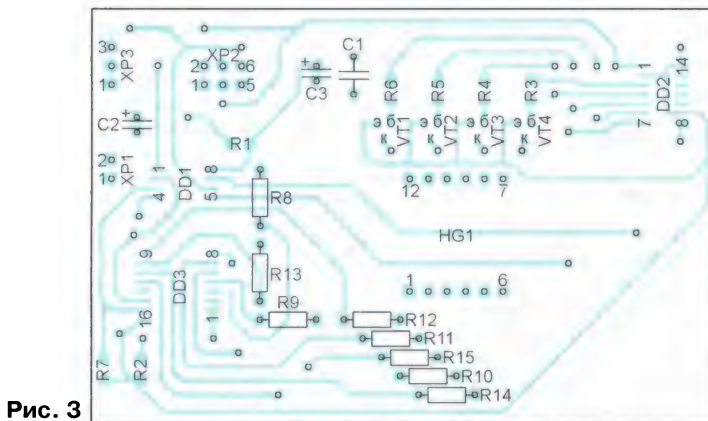 3
XP3
1
XP2
2 6
1 5
+
C3
C1
R6
R5
R4
R3
1
14
DD2
7
8
C2
+
R1
э б
к
VT1
э б
к
VT2
э б
к
VT3
э б
к
VT4
2
XP1
1
1
8
DD1
4
5
R8
12
7
HG1
9
8
DD3
16
1
R13
R9
1
6
R12
R11
R15
R10
R14
R7
R2
Рис. 3